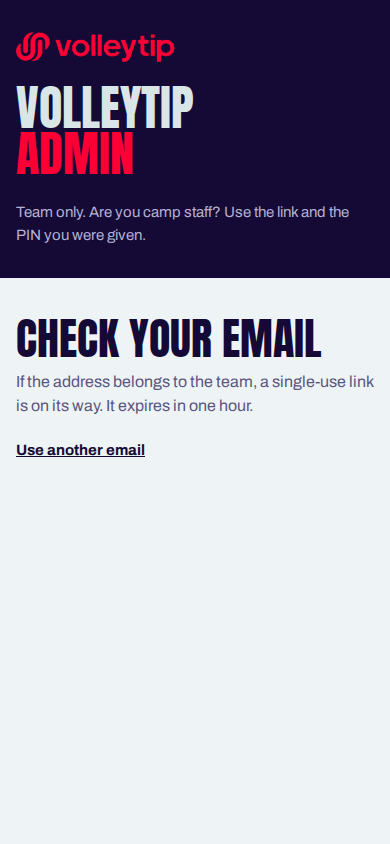 volleytip
VOLLEYTIP
ADMIN
Team only. Are you camp staff? Use the link and the
PIN you were given.
CHECK YOUR EMAIL
If the address belongs to the team, a single-use link
is on its way. It expires in one hour.
Use another email